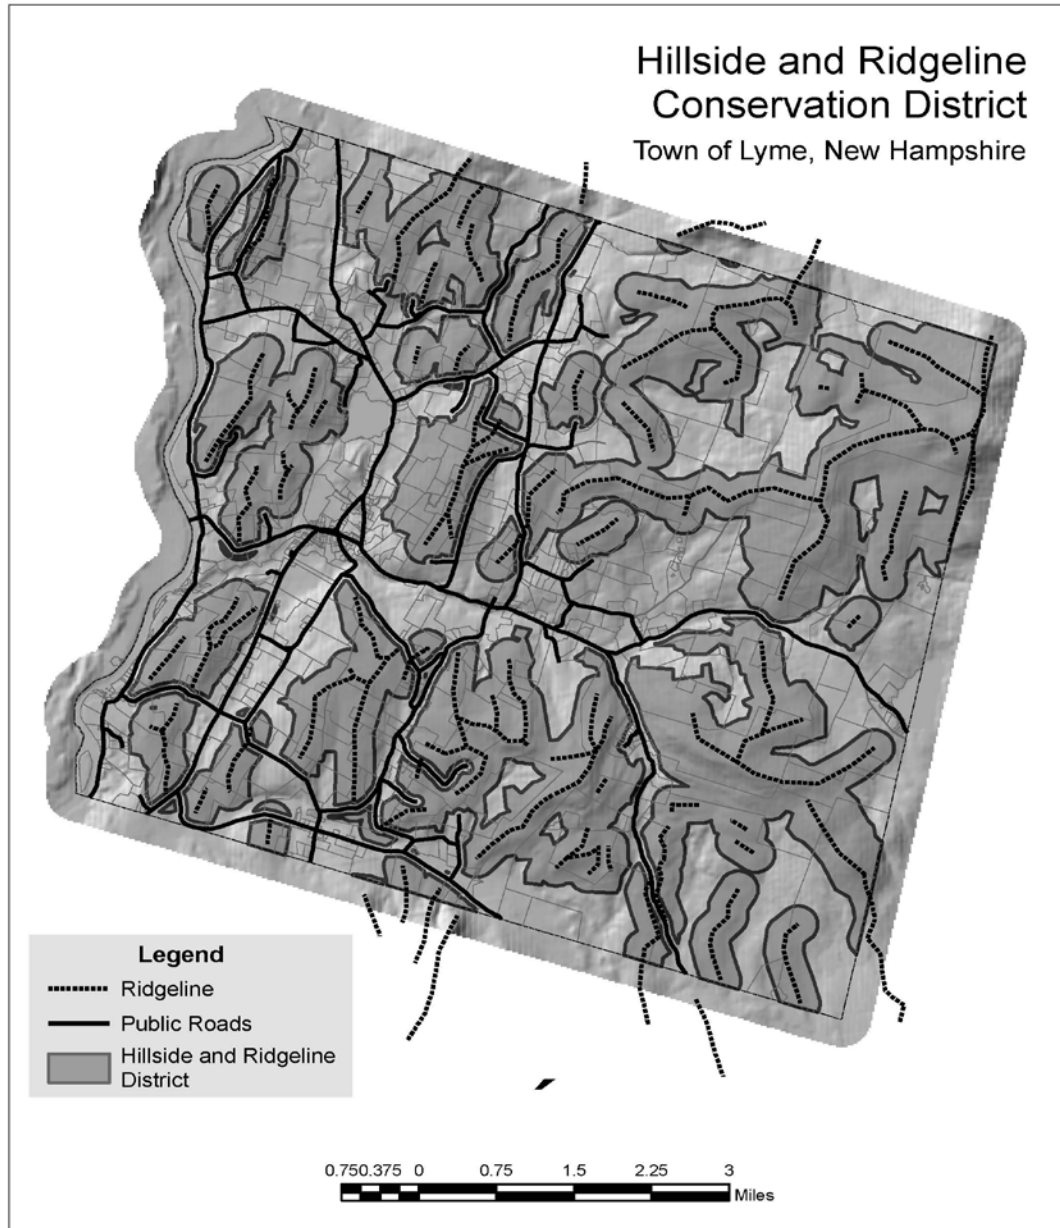 Hillside and Ridgeline
Conservation District
Town of Lyme, New Hampshire
Legend
Ridgeline
Public Roads
Hillside and Ridgeline
District
0.750.375 0 0.75 1.5 2.25 3
Miles